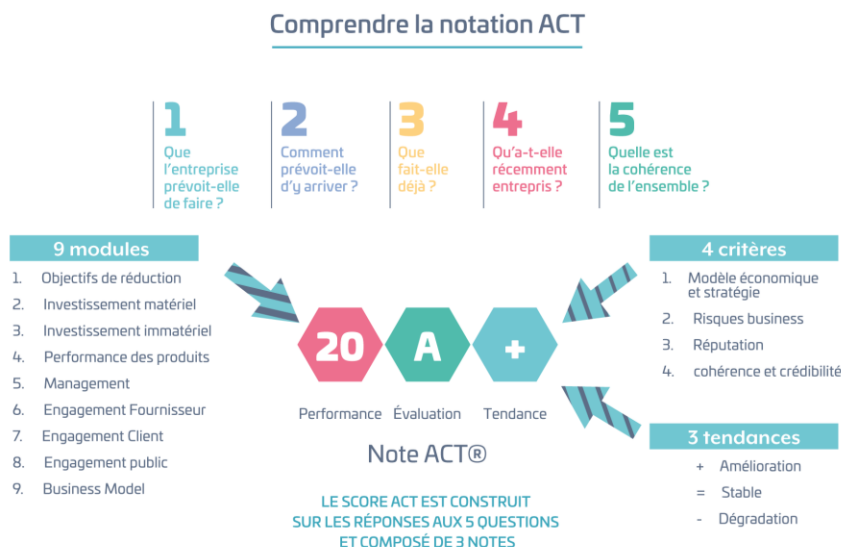 Comprendre la notation ACT
1
Que
l'entreprise
prévoit-elle
de faire ?
2
Comment
prévoit-elle
d'y arriver ?
3
Que
fait-elle
déjà ?
4
Qu'a-t-elle
récemment
entrepris ?
5
Quelle est
la cohérence
de l'ensemble ?
9 modules
1. Objectifs de réduction
2. Investissement matériel
3. Investissement immatériel
4. Performance des produits
5. Management
6. Engagement Fournisseur
7. Engagement Client
8. Engagement public
9. Business Model
20
A
+
Performance
Évaluation
Tendance
Note ACT®
LE SCORE ACT EST CONSTRUIT
SUR LES RÉPONSES AUX 5 QUESTIONS
ET COMPOSÉ DE 3 NOTES
4 critères
1. Modèle économique
et stratégie
2. Risques business
3. Réputation
4. cohérence et crédibilité
3 tendances
+ Amélioration
= Stable
- Dégradation